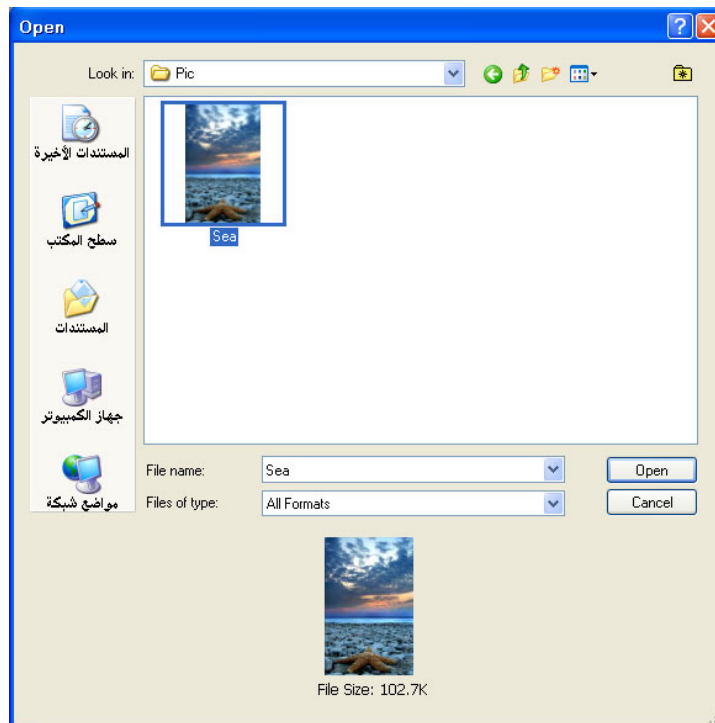 Open
Look in: Pic
المستندات الأخيرة
سطح المكتب
المستندات
جهاز الكمبيوتر
مواضع شبكة
Sea
File name: Sea Open
Files of type: All Formats Cancel
File Size: 102.7K